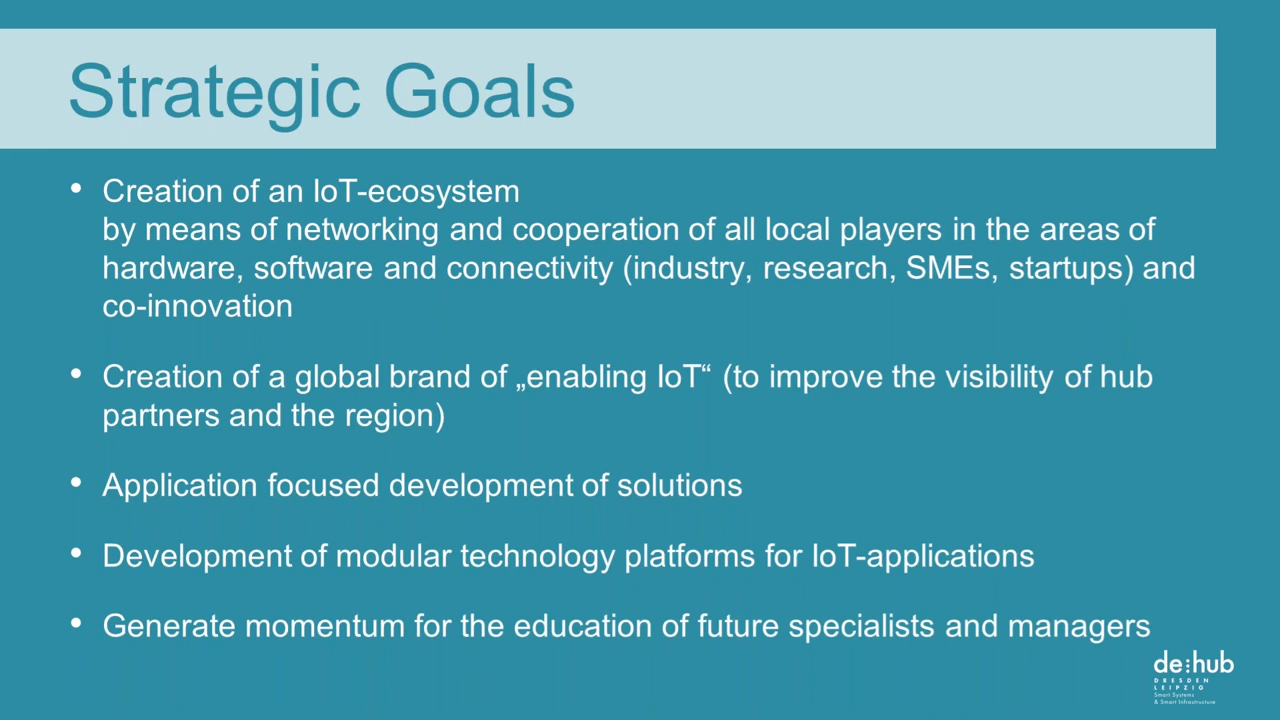 Strategic Goals
• Creation of an IoT-ecosystem
by means of networking and cooperation of all local players in the areas of
hardware, software and connectivity (industry, research, SMEs, startups) and
co-innovation
• Creation of a global brand of „enabling IoT“ (to improve the visibility of hub
partners and the region)
• Application focused development of solutions
• Development of modular technology platforms for IoT-applications
• Generate momentum for the education of future specialists and managers
de:hub
DRESDEN
LEIPZIG
Smart Systems
& Smart Infrastructure